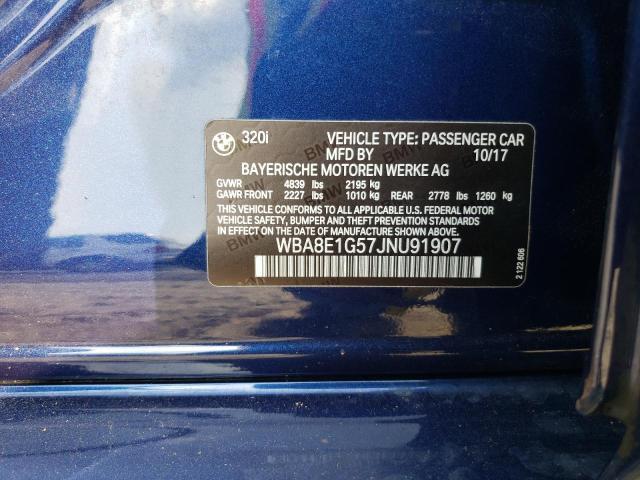 320i VEHICLE TYPE: PASSENGER CAR
MFD BY 10/17
BAYERISCHE MOTOREN WERKE AG
GVWR 4839 lbs 2195 kg
GAWR FRONT 2227 lbs 1010 kg REAR 2778 lbs 1260 kg
THIS VEHICLE CONFORMS TO ALL APPLICABLE U.S. FEDERAL MOTOR
VEHICLE SAFETY, BUMPER, AND THEFT PREVENTION STANDARDS
IN EFFECT ON THE DATE OF MANUFACTURE SHOWN ABOVE.
WBA8E1G57JNU91907
2 122 606